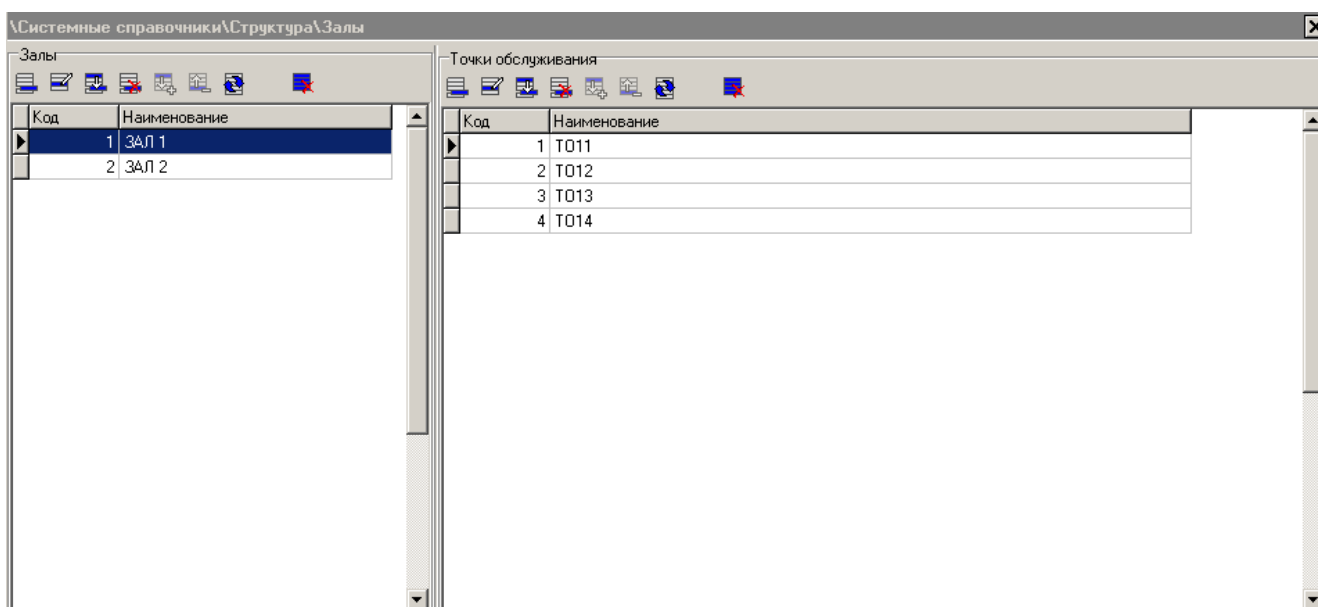 \Системные справочники\Структура\Залы
Залы
Код Наименование
1 ЗАЛ 1
2 ЗАЛ 2
Точки обслуживания
Код Наименование
1 ТО11
2 ТО12
3 ТО13
4 ТО14